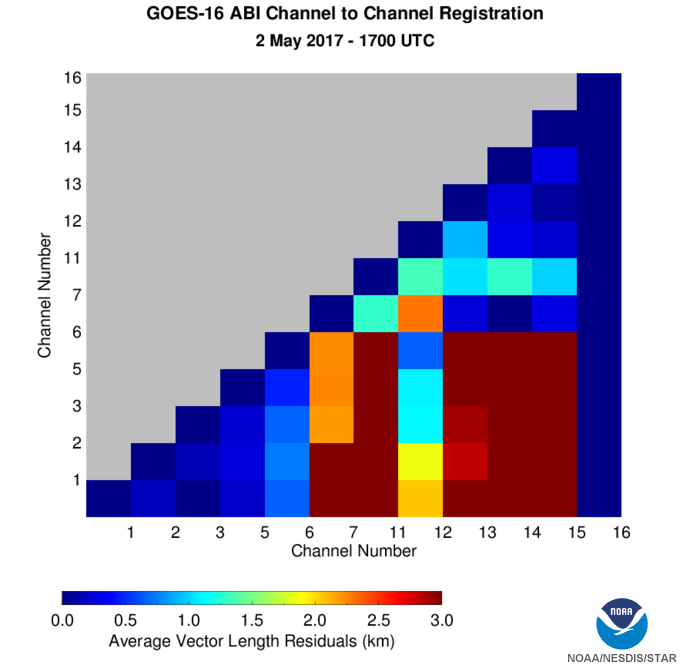 GOES-16 ABI Channel to Channel Registration
2 May 2017 - 1700 UTC
16
15
14
13
12
11
7
6
5
3
2
1
Channel Number
1 2 3 5 6 7 11 12 13 14 15 16
Channel Number
0.0 0.5 1.0 1.5 2.0 2.5 3.0
Average Vector Length Residuals (km)
NOAA
NOAA/NESDIS/STAR